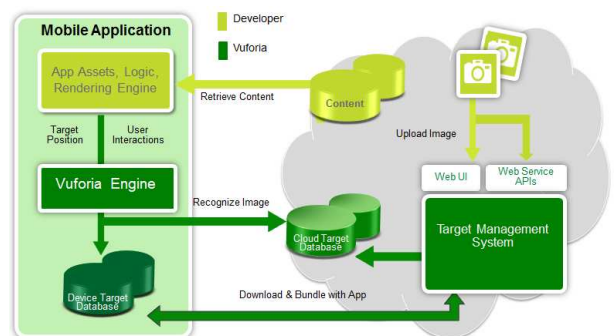 Developer
Vuforia
Mobile Application
App Assets, Logic,
Rendering Engine
Retrieve Content
Content
Target
Position
User
Interactions
Upload Image
Web UI
Web Service
APIs
Vuforia Engine
Recognize Image
Cloud Target
Database
Target Management
System
Device Target
Database
Download & Bundle with App